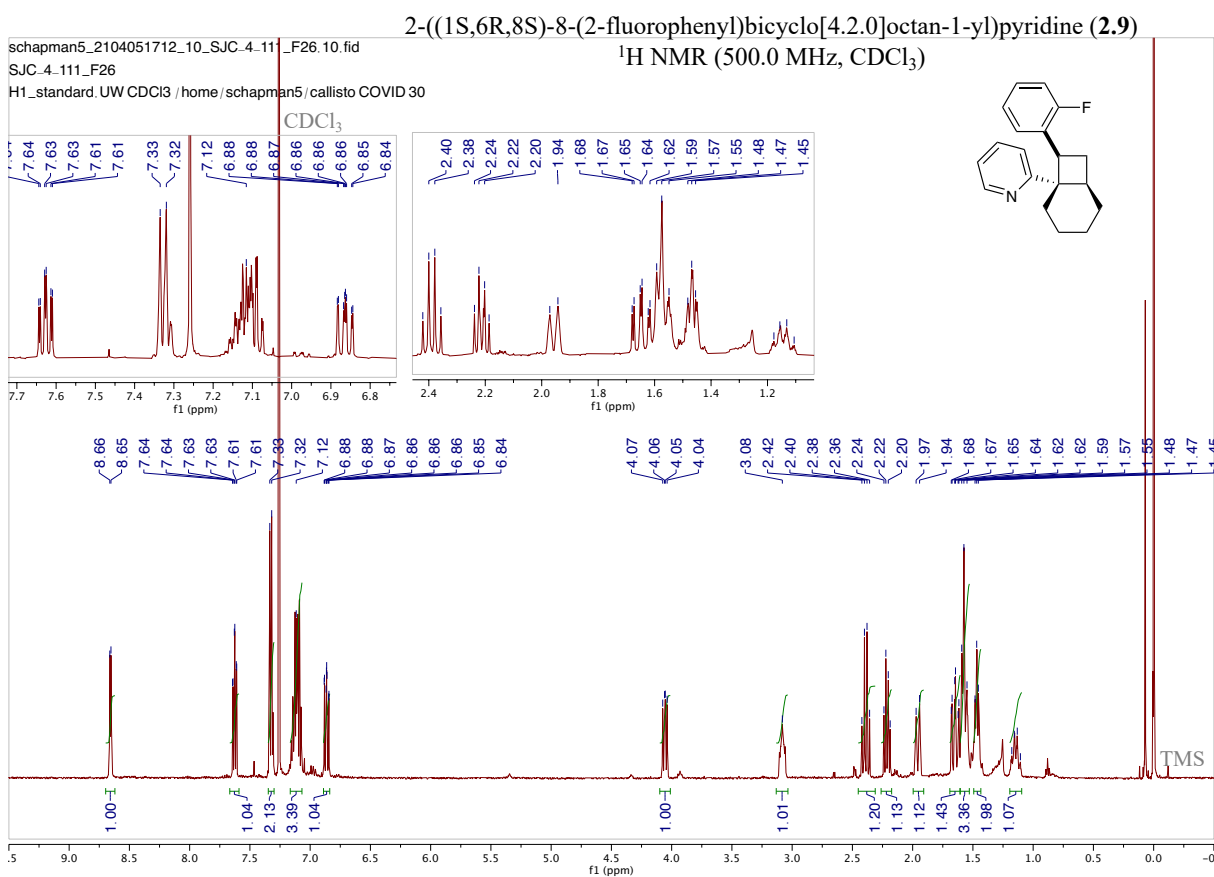 2-((1S,6R,8S)-8-(2-fluorophenyl)bicyclo[4.2.0]octan-1-yl)pyridine (2.9)
¹H NMR (500.0 MHz, CDCl₃)
schapman5_2104051712_10_SJC-4-111_F26.10.fid
SJC-4-111_F26
H1_standard.UW CDCl3 /home/schapman5/callisto COVID 30
CDCl₃
7.64 7.63 7.63 7.61 7.61 7.33 7.32 7.12 6.88 6.88 6.87 6.86 6.86 6.86 6.85 6.84
7.7 7.6 7.5 7.4 7.3 7.2 7.1 7.0 6.9 6.8
f1 (ppm)
2.40 2.38 2.24 2.22 2.20 1.94 1.68 1.67 1.65 1.64 1.62 1.59 1.57 1.55 1.48 1.47 1.45
2.4 2.2 2.0 1.8 1.6 1.4 1.2
f1 (ppm)
F
N
8.66 8.65 7.64 7.64 7.63 7.63 7.61 7.61 7.33 7.32 7.12 6.88 6.88 6.87 6.86 6.86 6.86 6.85 6.84 4.07 4.06 4.05 4.04 3.08 2.42 2.40 2.38 2.36 2.24 2.22 2.20 1.97 1.94 1.68 1.67 1.65 1.64 1.62 1.62 1.59 1.57 1.55 1.48 1.47 1.45
TMS
1.00 1.04 2.13 3.39 1.04 1.00 1.01 1.20 1.13 1.12 1.43 3.36 1.98 1.07
9.0 8.5 8.0 7.5 7.0 6.5 6.0 5.5 5.0 4.5 4.0 3.5 3.0 2.5 2.0 1.5 1.0 0.5 0.0
f1 (ppm)